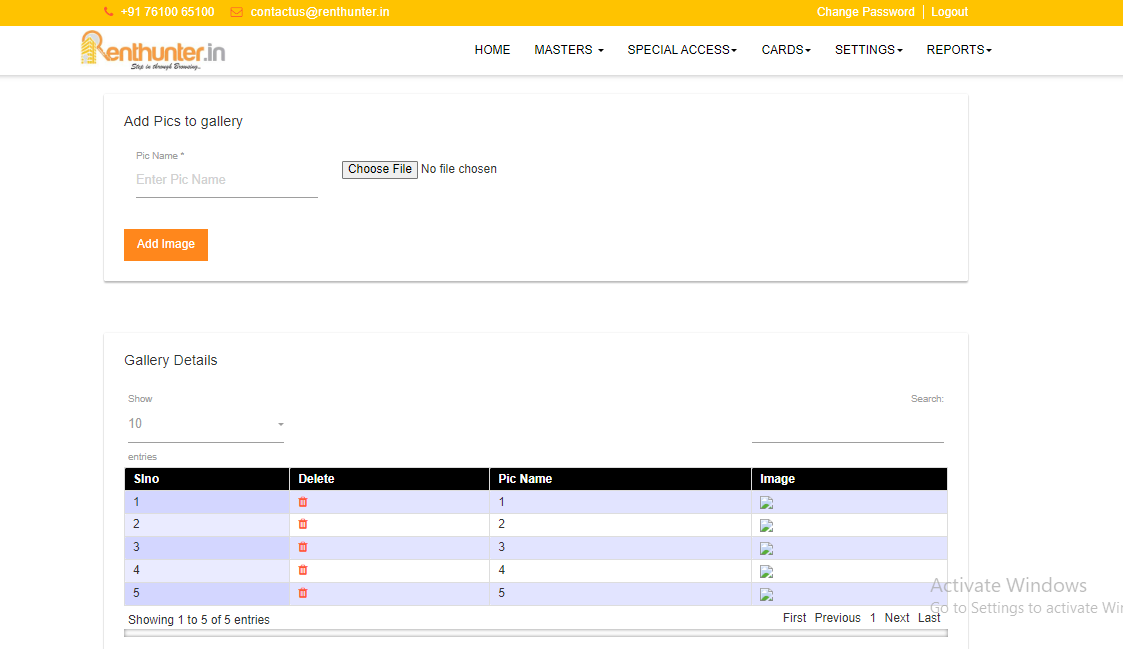 +91 76100 65100 contactus@renthunter.in Change Password Logout
Renthunter.in
Step in through Browsing..
HOME MASTERS SPECIAL ACCESS CARDS SETTINGS REPORTS
Add Pics to gallery
Pic Name *
Enter Pic Name
Choose File No file chosen
Add Image
Gallery Details
Show Search:
10
entries
Slno Delete Pic Name Image
1 1
2 2
3 3
4 4
5 5
Showing 1 to 5 of 5 entries First Previous 1 Next Last
Activate Windows
Go to Settings to activate Wi